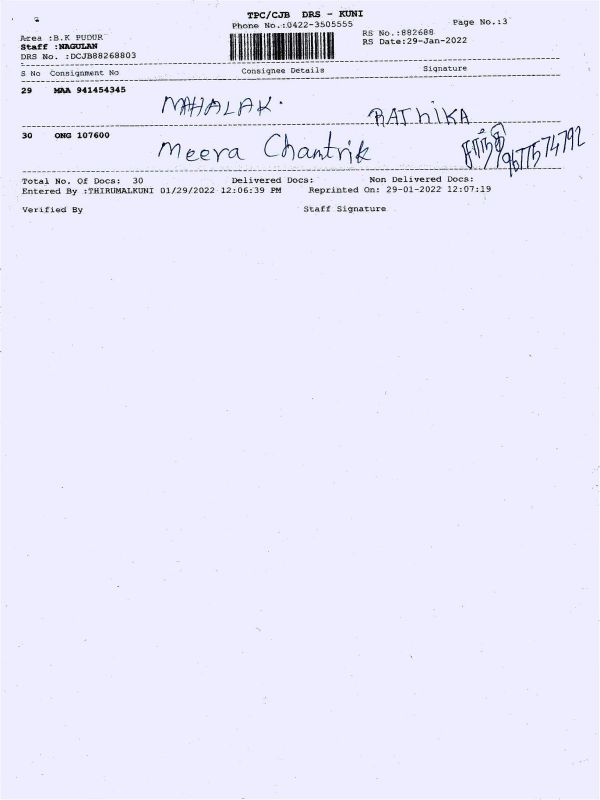 TPC/CJB DRS - KUNI
Phone No.:0422-3505555 Page No.:3
Area :B.K PUDUR RS No.:882688
Staff :NAGULAN RS Date:29-Jan-2022
DRS No. :DCJB88268803
S No Consignment No Consignee Details Signature
29 MAA 941454345 MAHALAK. RAThiKA
30 ONG 107600 Meera Chantrik சாந்தி
Total No. Of Docs: 30 Delivered Docs: Non Delivered Docs:
Entered By :THIRUMALKUNI 01/29/2022 12:06:39 PM Reprinted On: 29-01-2022 12:07:19
Verified By Staff Signature